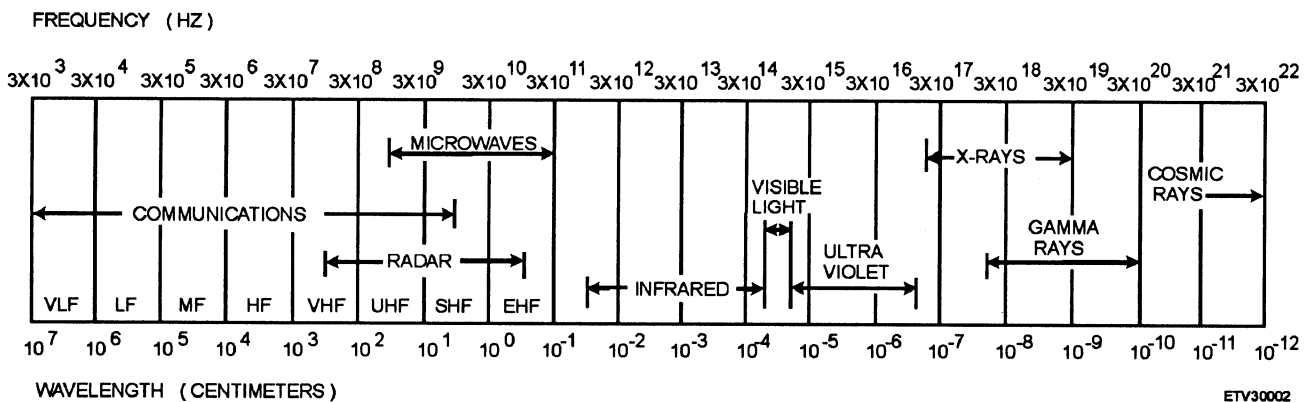 FREQUENCY (HZ)
3X10^3 3X10^4 3X10^5 3X10^6 3X10^7 3X10^8 3X10^9 3X10^10 3X10^11 3X10^12 3X10^13 3X10^14 3X10^15 3X10^16 3X10^17 3X10^18 3X10^19 3X10^20 3X10^21 3X10^22
MICROWAVES
X-RAYS
VISIBLE
LIGHT
COSMIC
RAYS
COMMUNICATIONS
RADAR
ULTRA
VIOLET
GAMMA
RAYS
INFRARED
VLF LF MF HF VHF UHF SHF EHF
10^7 10^6 10^5 10^4 10^3 10^2 10^1 10^0 10^-1 10^-2 10^-3 10^-4 10^-5 10^-6 10^-7 10^-8 10^-9 10^-10 10^-11 10^-12
WAVELENGTH (CENTIMETERS)
ETV30002